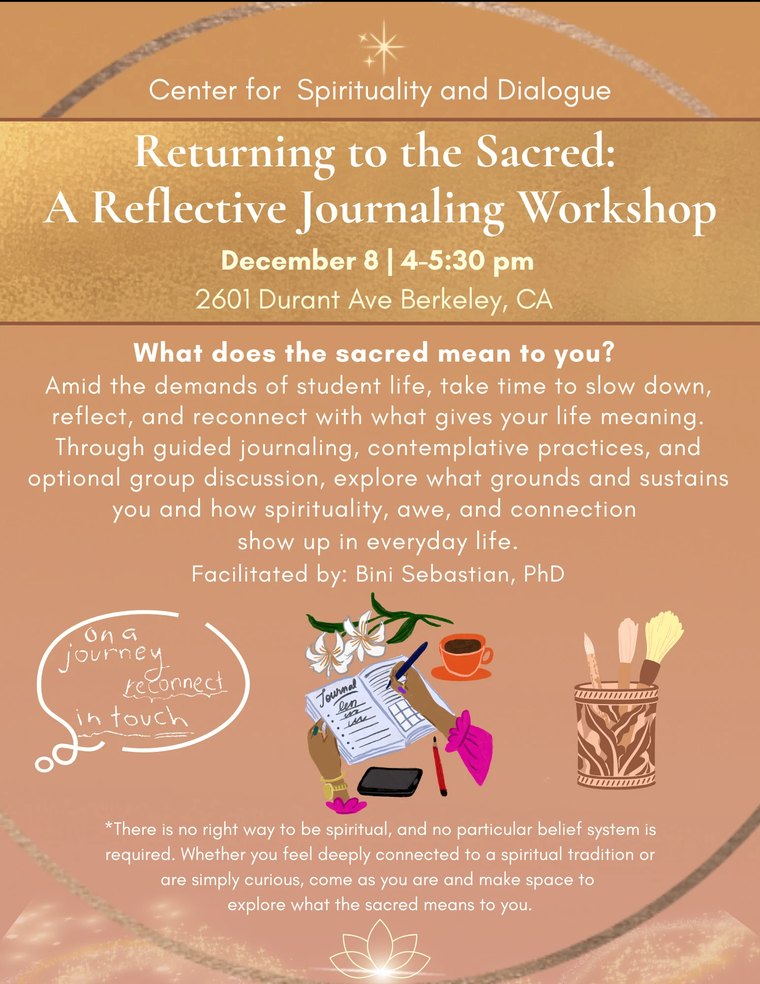 Center for Spirituality and Dialogue
Returning to the Sacred:
A Reflective Journaling Workshop
December 8 | 4-5:30 pm
2601 Durant Ave Berkeley, CA
What does the sacred mean to you?
Amid the demands of student life, take time to slow down,
reflect, and reconnect with what gives your life meaning.
Through guided journaling, contemplative practices, and
optional group discussion, explore what grounds and sustains
you and how spirituality, awe, and connection
show up in everyday life.
Facilitated by: Bini Sebastian, PhD
on a
journey
reconnect
in touch
Journal
*There is no right way to be spiritual, and no particular belief system is
required. Whether you feel deeply connected to a spiritual tradition or
are simply curious, come as you are and make space to
explore what the sacred means to you.